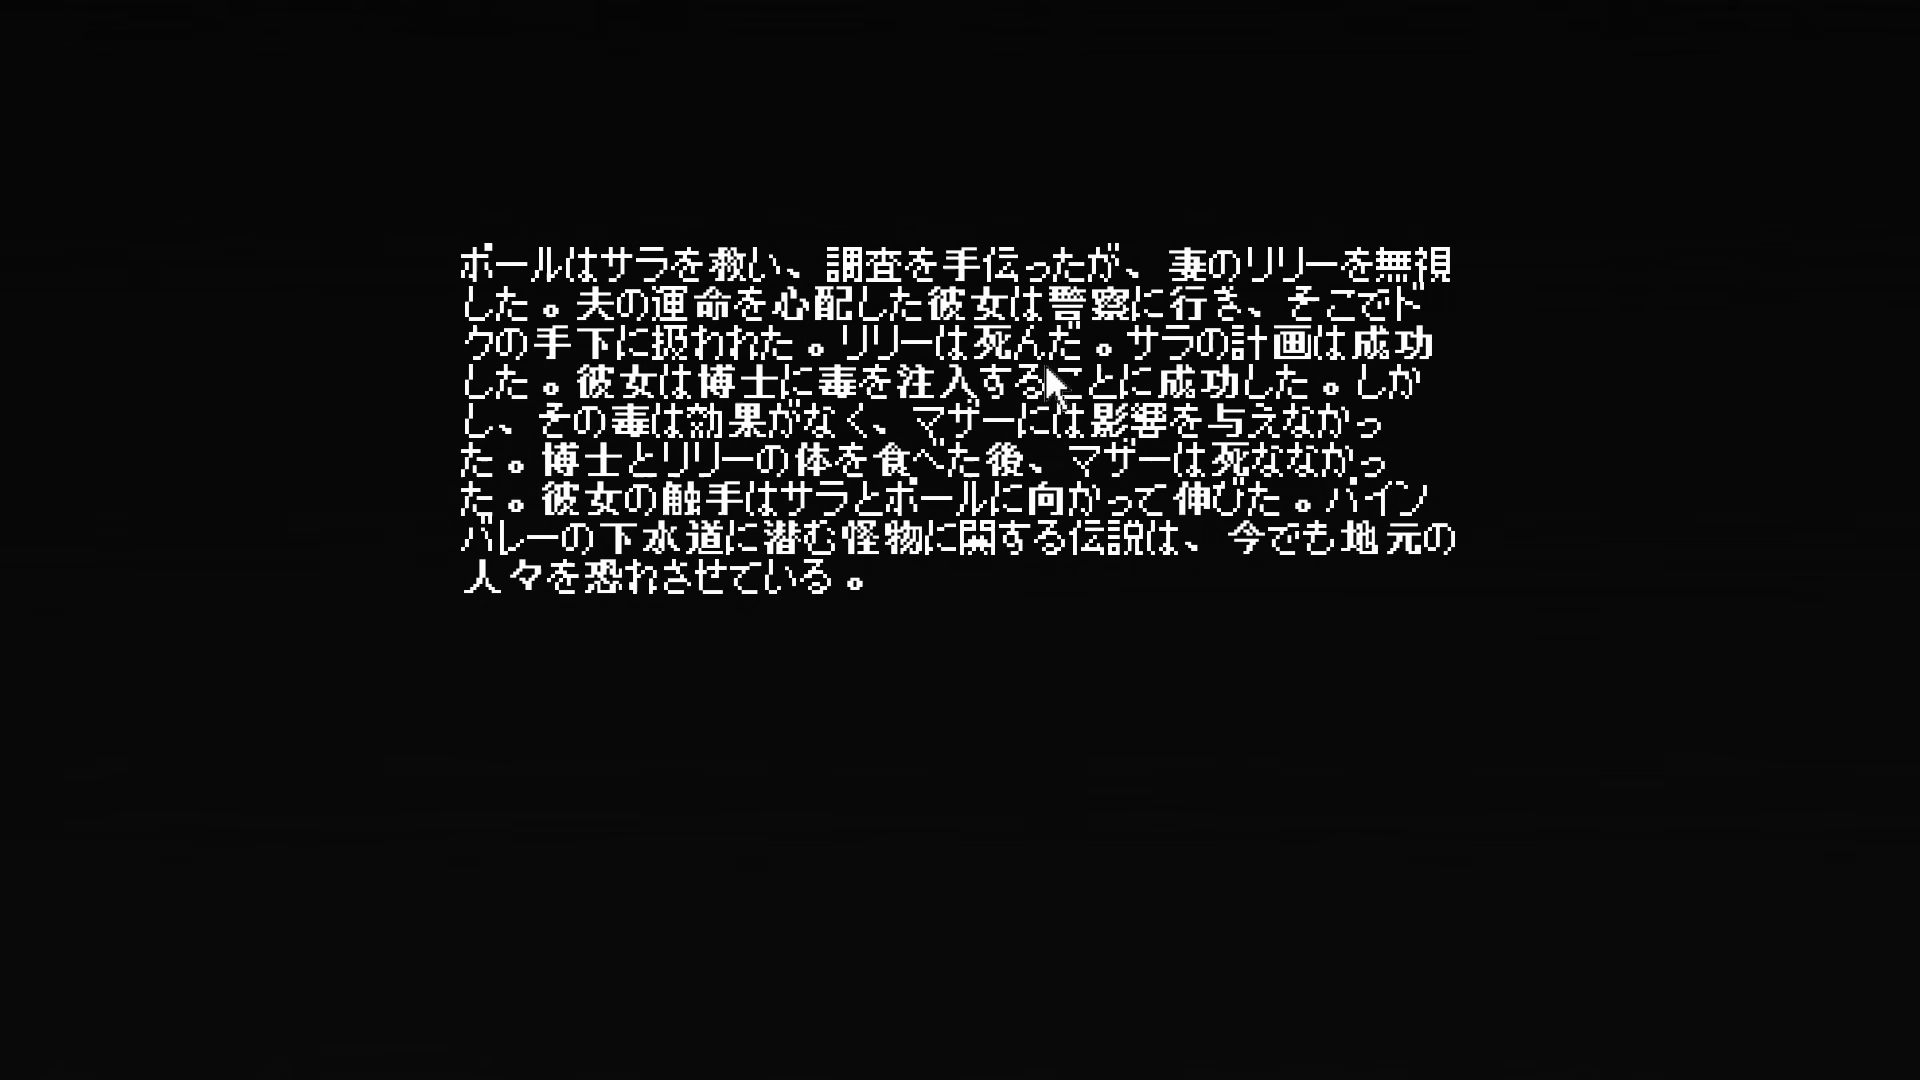 ポールはサラを救い、調査を手伝ったが、妻のリリーを無視
した。夫の運命を心配した彼女は警察に行き、そこでド
クの手下に扱われた。リリーは死んだ。サラの計画は成功
した。彼女は博士に毒を注入することに成功した。しか
し、その毒は効果がなく、マザーには影響を与えなかっ
た。博士とリリーの体を食べた後、マザーは死ななかっ
た。彼女の触手はサラとポールに向かって伸びた。パイン
バレーの下水道に潜む怪物に関する伝説は、今でも地元の
人々を恐れさせている。